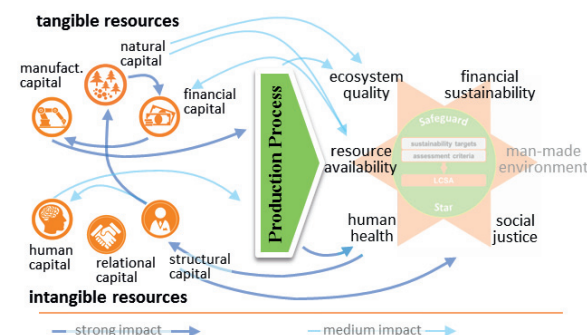 tangible resources
natural
capital
manufact.
capital
financial
capital
Production Process
ecosystem
quality
financial
sustainability
Safeguard
sustainability targets
assessment criteria
LCSA
Star
resource
availability
man-made
environment
human
health
social
justice
human
capital
relational
capital
structural
capital
intangible resources
strong impact
medium impact